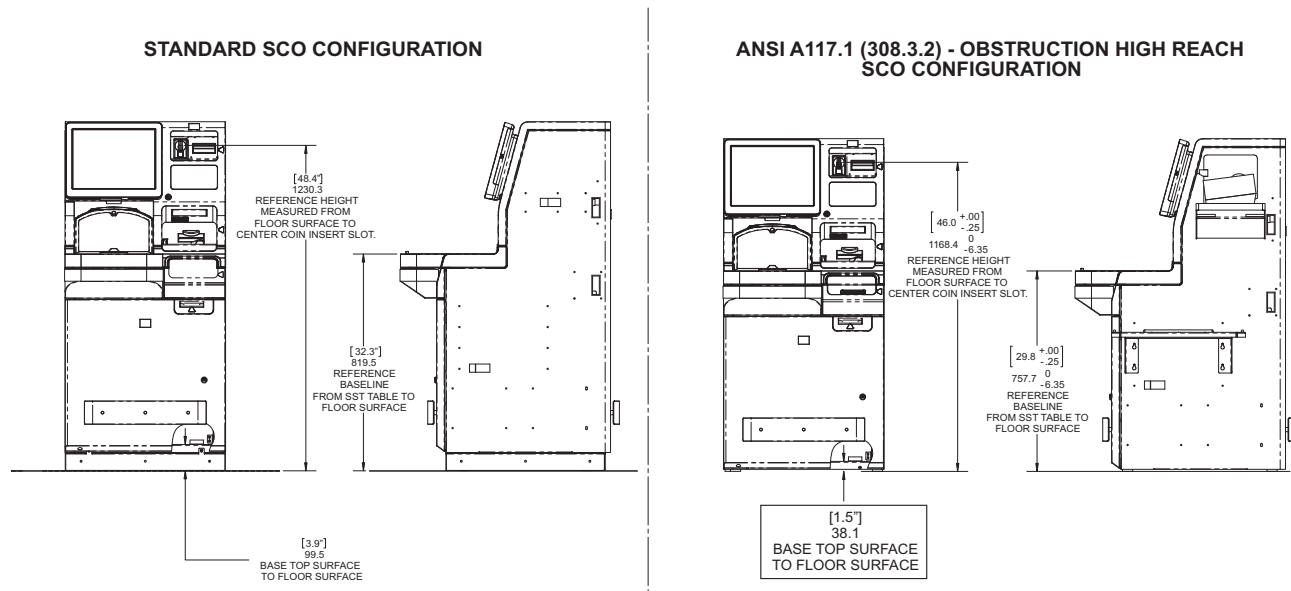 STANDARD SCO CONFIGURATION
[48.4"]
1230.3
REFERENCE HEIGHT
MEASURED FROM
FLOOR SURFACE TO
CENTER COIN INSERT SLOT.
[32.3"]
819.5
REFERENCE
BASELINE
FROM SST TABLE TO
FLOOR SURFACE
[3.9"]
99.5
BASE TOP SURFACE
TO FLOOR SURFACE
ANSI A117.1 (308.3.2) - OBSTRUCTION HIGH REACH
SCO CONFIGURATION
[46.0 +.00 -.25]
1168.4 0 -6.35
REFERENCE HEIGHT
MEASURED FROM
FLOOR SURFACE TO
CENTER COIN INSERT SLOT.
[29.8 +.00 -.25]
757.7 0 -6.35
REFERENCE
BASELINE
FROM SST TABLE TO
FLOOR SURFACE
[1.5”]
38.1
BASE TOP SURFACE
TO FLOOR SURFACE